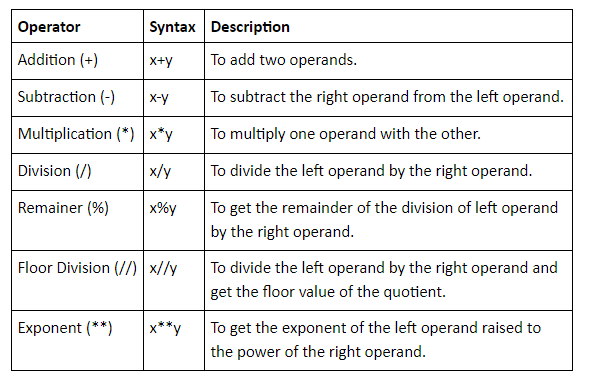 Operator Syntax Description
Addition (+) x+y To add two operands.
Subtraction (-) x-y To subtract the right operand from the left operand.
Multiplication (*) x*y To multiply one operand with the other.
Division (/) x/y To divide the left operand by the right operand.
Remainer (%) x%y To get the remainder of the division of left operand
by the right operand.
Floor Division (//) x//y To divide the left operand by the right operand and
get the floor value of the quotient.
Exponent (**) x**y To get the exponent of the left operand raised to
the power of the right operand.